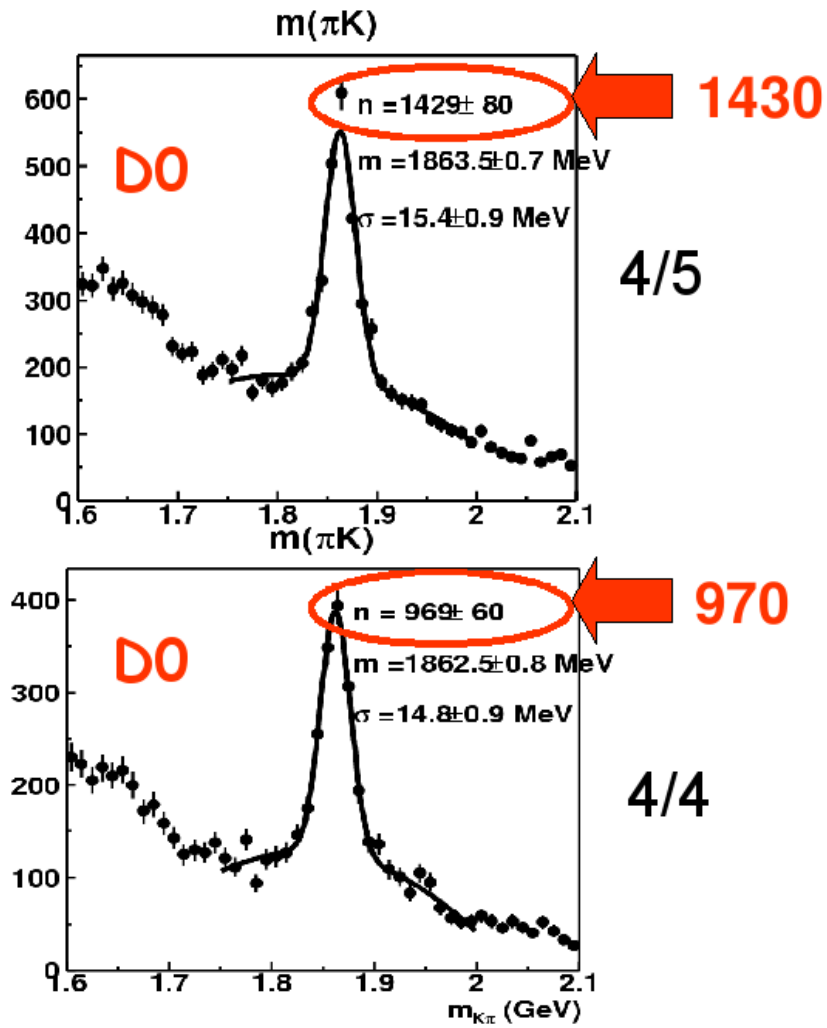 m(πK)
600
500
400
300
200
100
0
n =1429± 80
m =1863.5±0.7 MeV
σ =15.4±0.9 MeV
D0
1430
4/5
1.6 1.7 1.8 1.9 2 2.1
m(πK)
400
300
200
100
0
n = 969± 60
m =1862.5±0.8 MeV
σ =14.8±0.9 MeV
D0
970
4/4
1.6 1.7 1.8 1.9 2 2.1
mKπ (GeV)